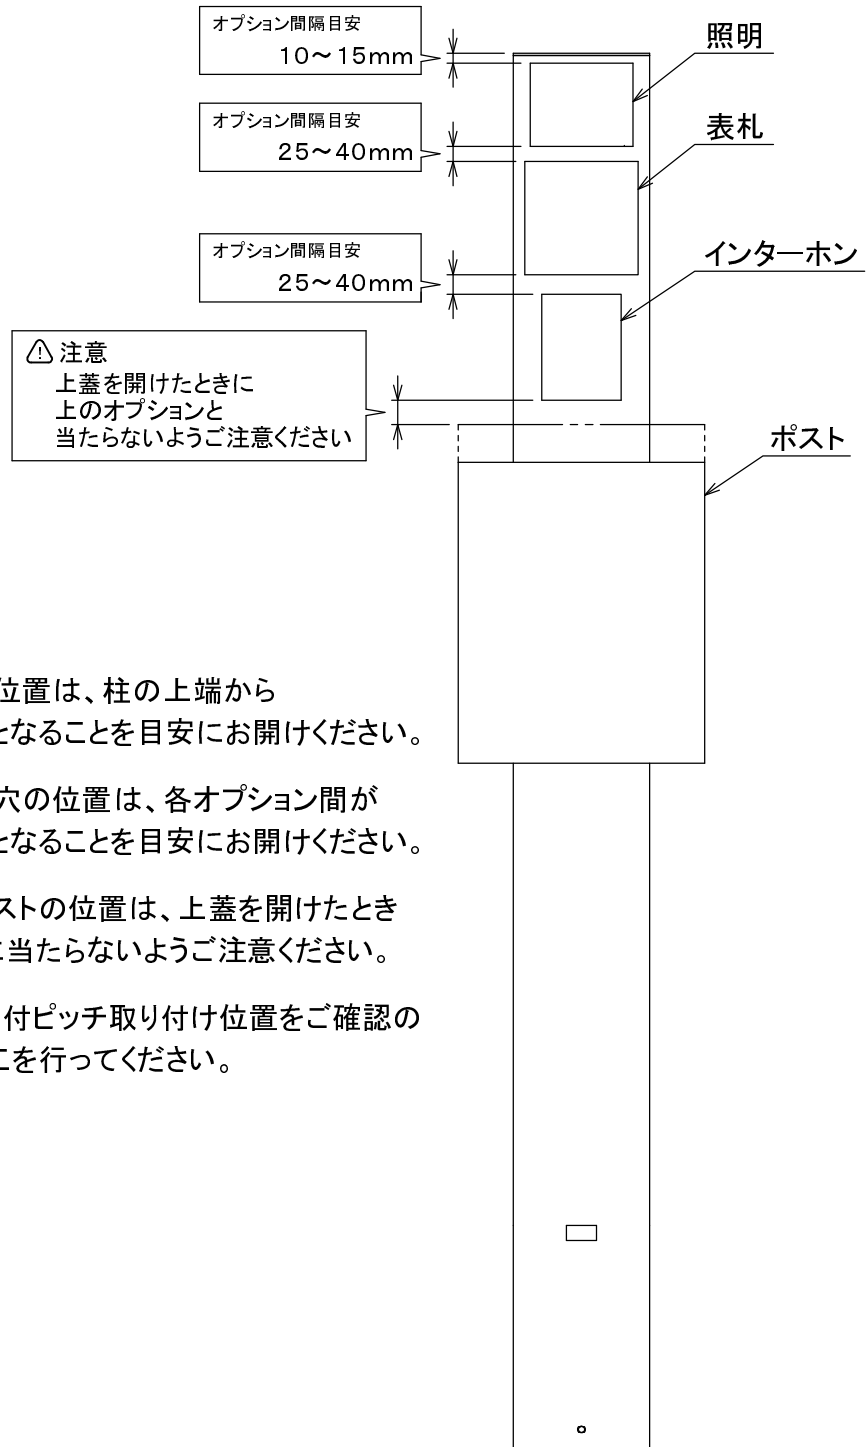 オプション間隔目安
10～15mm
照明
オプション間隔目安
25～40mm
表札
オプション間隔目安
25～40mm
インターホン
注意
上蓋を開けたときに
上のオプションと
当たらないようご注意ください
ポスト
位置は、柱の上端から
となることを目安にお開けください。
穴の位置は、各オプション間が
となることを目安にお開けください。
ストの位置は、上蓋を開けたとき
に当たらないようご注意ください。
付ピッチ取り付け位置をご確認の
工を行ってください。